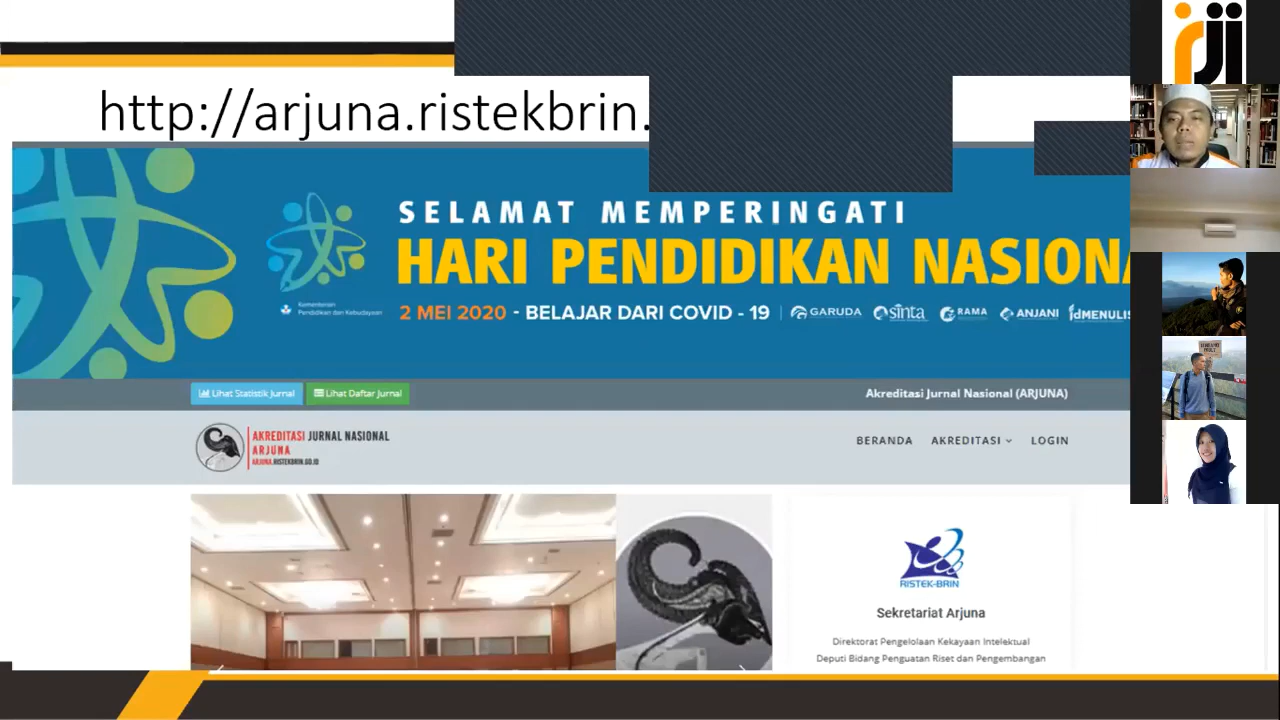 http://arjuna.ristekbrin.
SELAMAT MEMPERINGATI
HARI PENDIDIKAN NASIONA
Kementerian
Pendidikan dan Kebudayaan
2 MEI 2020 - BELAJAR DARI COVID - 19 | GARUDA sinta RAMA ANJANI idMENULIS
Lihat Statistik Jurnal Lihat Daftar Jurnal Akreditasi Jurnal Nasional (ARJUNA)
AKREDITASI JURNAL NASIONAL
ARJUNA
ARJUNA.RISTEKBRIN.GO.ID
BERANDA AKREDITASI LOGIN
RISTEK-BRIN
Sekretariat Arjuna
Direktorat Pengelolaan Kekayaan Intelektual
Deputi Bidang Penguatan Riset dan Pengembangan
rji